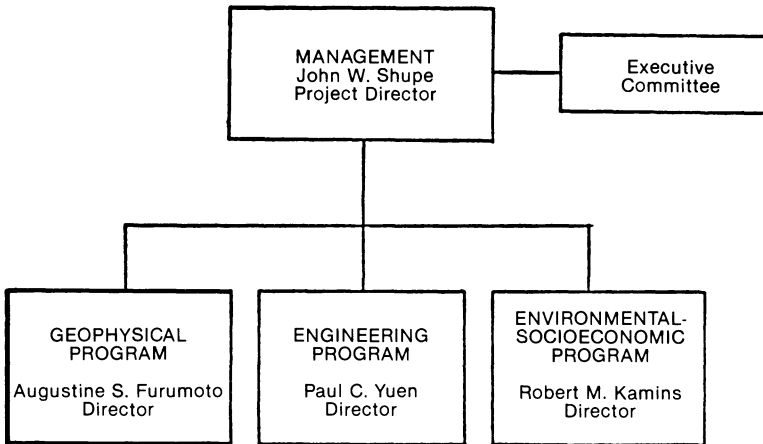 MANAGEMENT
John W. Shupe
Project Director
Executive
Committee
GEOPHYSICAL
PROGRAM
Augustine S. Furumoto
Director
ENGINEERING
PROGRAM
Paul C. Yuen
Director
ENVIRONMENTAL-
SOCIOECONOMIC
PROGRAM
Robert M. Kamins
Director